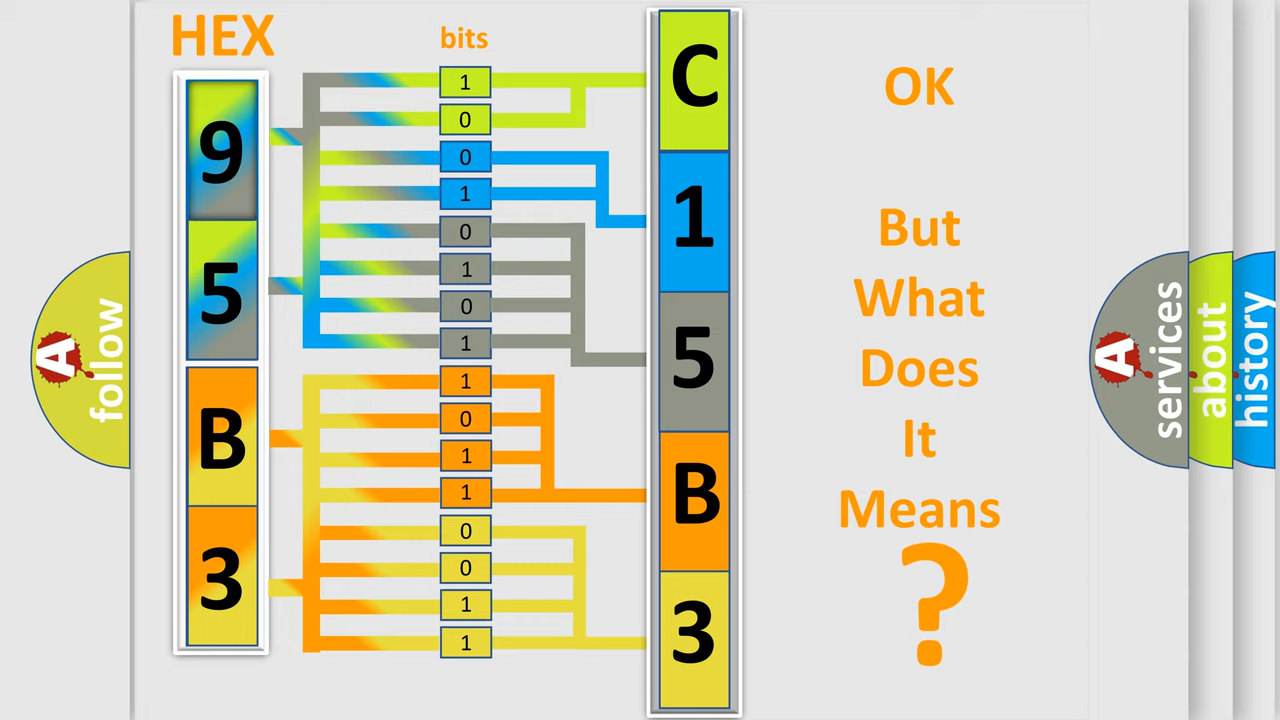 HEX
bits
9
5
B
3
1
0
0
1
0
1
0
1
1
0
1
1
0
0
1
1
C
1
5
B
3
OK
But
What
Does
It
Means
?
A
follow
A
services
about
history